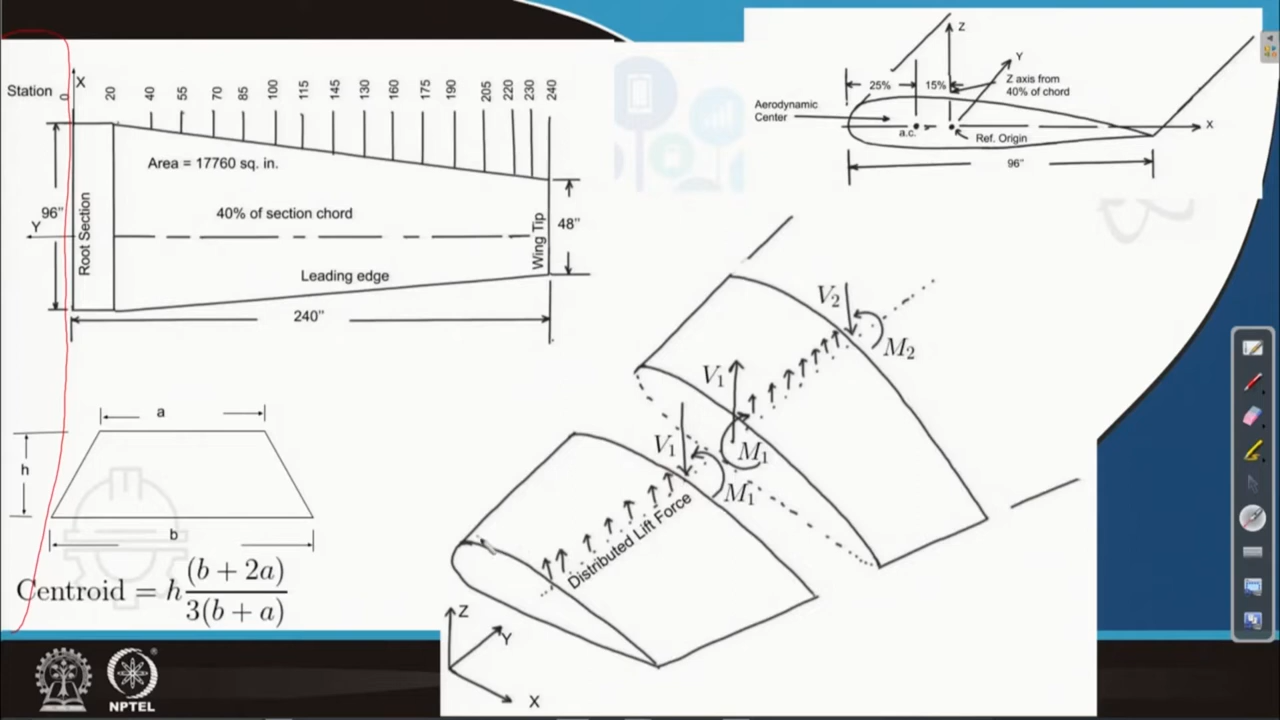 Station
0
20
40
55
70
85
100
115
145
130
160
175
190
205
220
230
240
X
Area = 17760 sq. in.
96"
Y
Root Section
40% of section chord
Wing Tip
48"
Leading edge
240"
Z
Y
25%
15%
Z axis from
40% of chord
Aerodynamic
Center
a.c.
Ref. Origin
X
96"
V₂
M₂
V₁
M₁
V₁
M₁
Distributed Lift Force
Z
Y
X
a
h
b
Centroid = h (b + 2a) / 3(b + a)
NPTEL